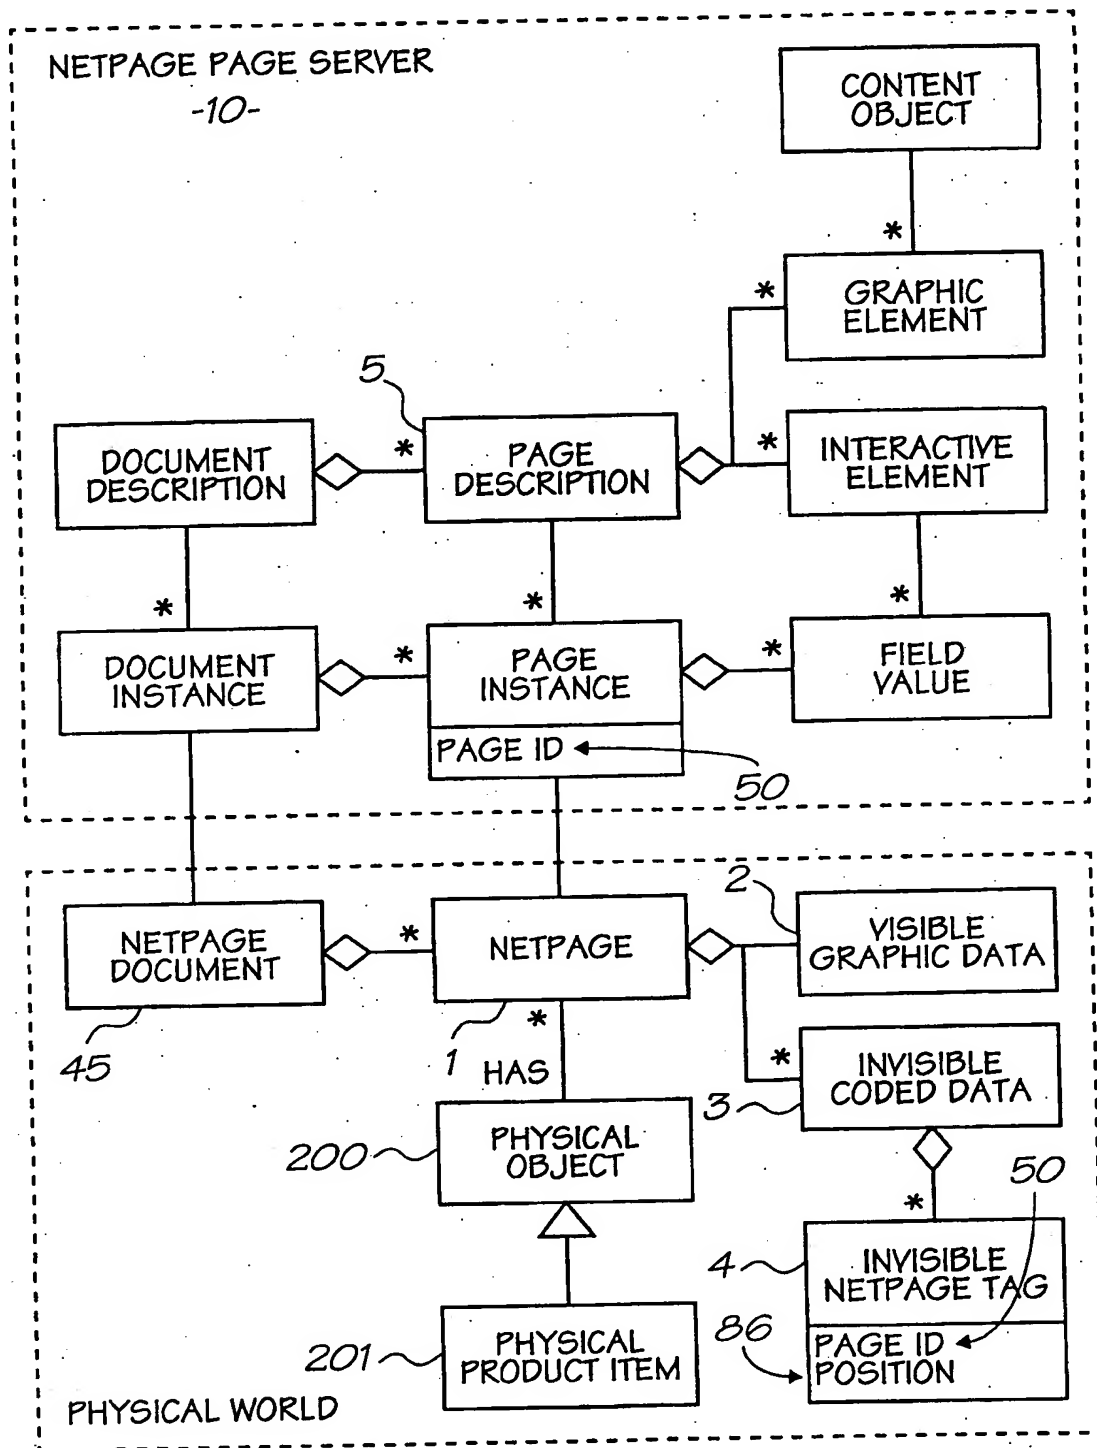 NETPAGE PAGE SERVER
-10-
CONTENT
OBJECT
*
GRAPHIC
ELEMENT
*
5
DOCUMENT
DESCRIPTION
*
PAGE
DESCRIPTION
*
INTERACTIVE
ELEMENT
*
*
*
DOCUMENT
INSTANCE
*
PAGE
INSTANCE
*
FIELD
VALUE
PAGE ID
50
2
NETPAGE
DOCUMENT
*
NETPAGE
VISIBLE
GRAPHIC DATA
45
1
*
HAS
*
3
INVISIBLE
CODED DATA
200
PHYSICAL
OBJECT
*
50
4
INVISIBLE
NETPAGE TAG
86
PAGE ID
POSITION
201
PHYSICAL
PRODUCT ITEM
PHYSICAL WORLD